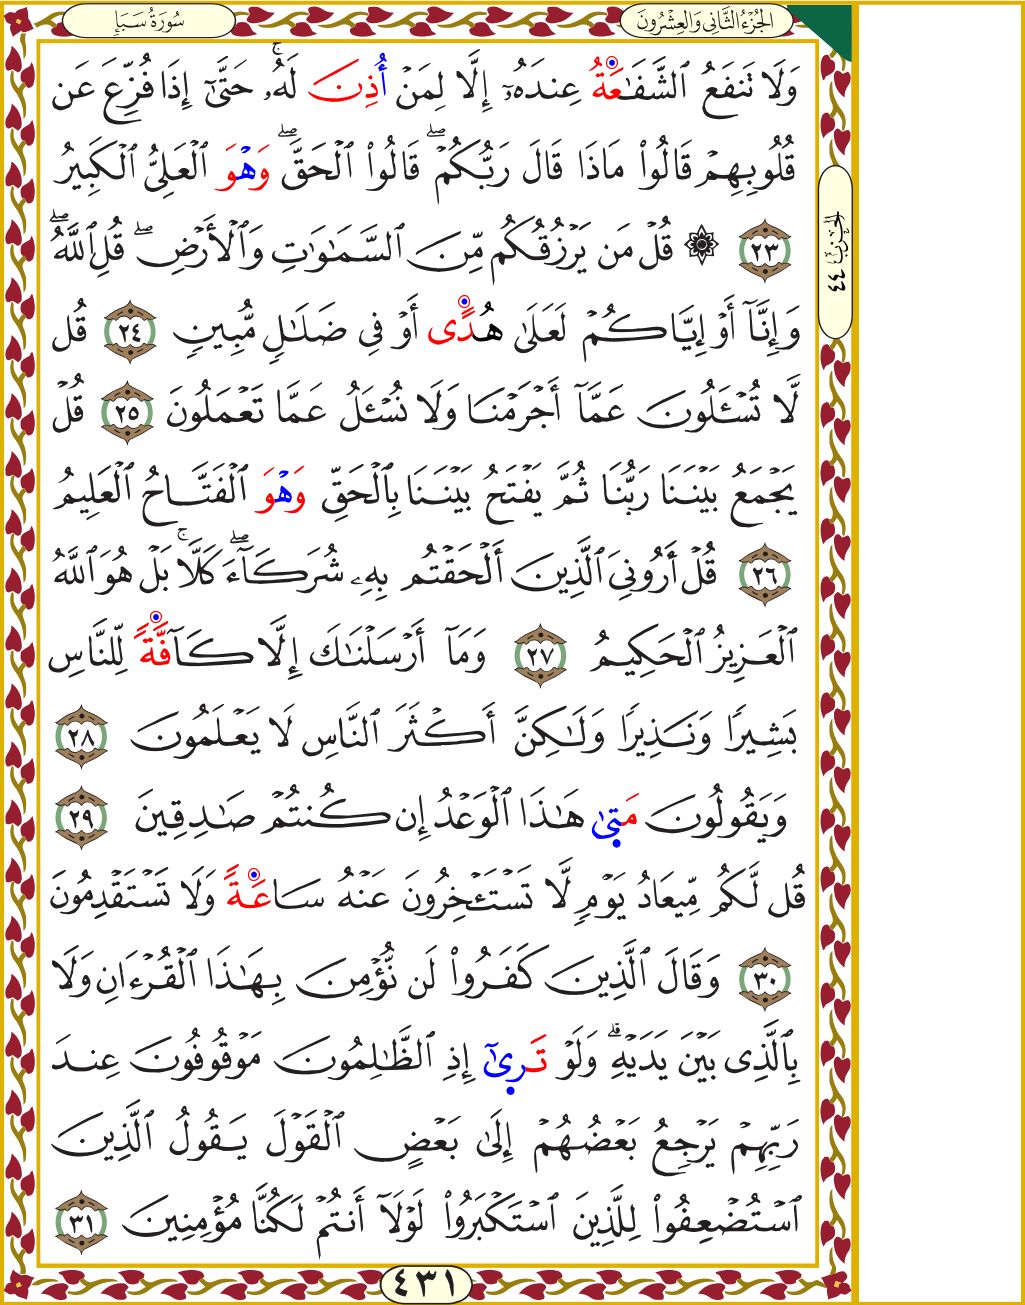 الجُزْءُ الثَّانِي وَالعِشْرُونَ
سُورَةُ سَبَإٍ
وَلَا تَنفَعُ ٱلشَّفَٰعَةُ عِندَهُۥٓ إِلَّا لِمَنْ أُذِنَ لَهُۥۚ حَتَّىٰٓ إِذَا فُزِّعَ عَن
قُلُوبِهِمْ قَالُوا۟ مَاذَا قَالَ رَبُّكُمْۖ قَالُوا۟ ٱلْحَقَّۖ وَهْوَ ٱلْعَلِىُّ ٱلْكَبِيرُ
٢٣ ۞ قُلْ مَن يَرْزُقُكُم مِّنَ ٱلسَّمَٰوَٰتِ وَٱلْأَرْضِۖ قُلِ ٱللَّهُۖ
وَإِنَّآ أَوْ إِيَّاكُمْ لَعَلَىٰ هُدًى أَوْ فِى ضَلَٰلٍ مُّبِينٍ ٢٤ قُل
لَّا تُسْـَٔلُونَ عَمَّآ أَجْرَمْنَا وَلَا نُسْـَٔلُ عَمَّا تَعْمَلُونَ ٢٥ قُلْ
يَجْمَعُ بَيْنَنَا رَبُّنَا ثُمَّ يَفْتَحُ بَيْنَنَا بِٱلْحَقِّ وَهْوَ ٱلْفَتَّاحُ ٱلْعَلِيمُ
٢٦ قُلْ أَرُونِىَ ٱلَّذِينَ أَلْحَقْتُم بِهِۦ شُرَكَآءَۖ كَلَّاۚ بَلْ هُوَ ٱللَّهُ
ٱلْعَزِيزُ ٱلْحَكِيمُ ٢٧ وَمَآ أَرْسَلْنَٰكَ إِلَّا كَآفَّةً لِّلنَّاسِ
بَشِيرًا وَنَذِيرًا وَلَٰكِنَّ أَكْثَرَ ٱلنَّاسِ لَا يَعْلَمُونَ ٢٨
وَيَقُولُونَ مَتَىٰ هَٰذَا ٱلْوَعْدُ إِن كُنتُمْ صَٰدِقِينَ ٢٩
قُل لَّكُم مِّيعَادُ يَوْمٍ لَّا تَسْتَـْٔخِرُونَ عَنْهُ سَاعَةً وَلَا تَسْتَقْدِمُونَ
٣٠ وَقَالَ ٱلَّذِينَ كَفَرُوا۟ لَن نُّؤْمِنَ بِهَٰذَا ٱلْقُرْءَانِ وَلَا
بِٱلَّذِى بَيْنَ يَدَيْهِۗ وَلَوْ تَرَىٰٓ إِذِ ٱلظَّٰلِمُونَ مَوْقُوفُونَ عِندَ
رَبِّهِمْ يَرْجِعُ بَعْضُهُمْ إِلَىٰ بَعْضٍ ٱلْقَوْلَ يَقُولُ ٱلَّذِينَ
ٱسْتُضْعِفُوا۟ لِلَّذِينَ ٱسْتَكْبَرُوا۟ لَوْلَآ أَنتُمْ لَكُنَّا مُؤْمِنِينَ ٣١
الحِزْبُ ٤٤
٤٣١